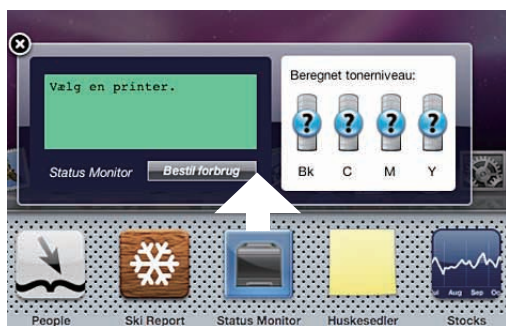 Vælg en printer.
Status Monitor
Bestil forbrug
Beregnet tonerniveau:
? ? ? ?
Bk C M Y
People Ski Report Status Monitor Huskesedler Stocks
Aug Sep